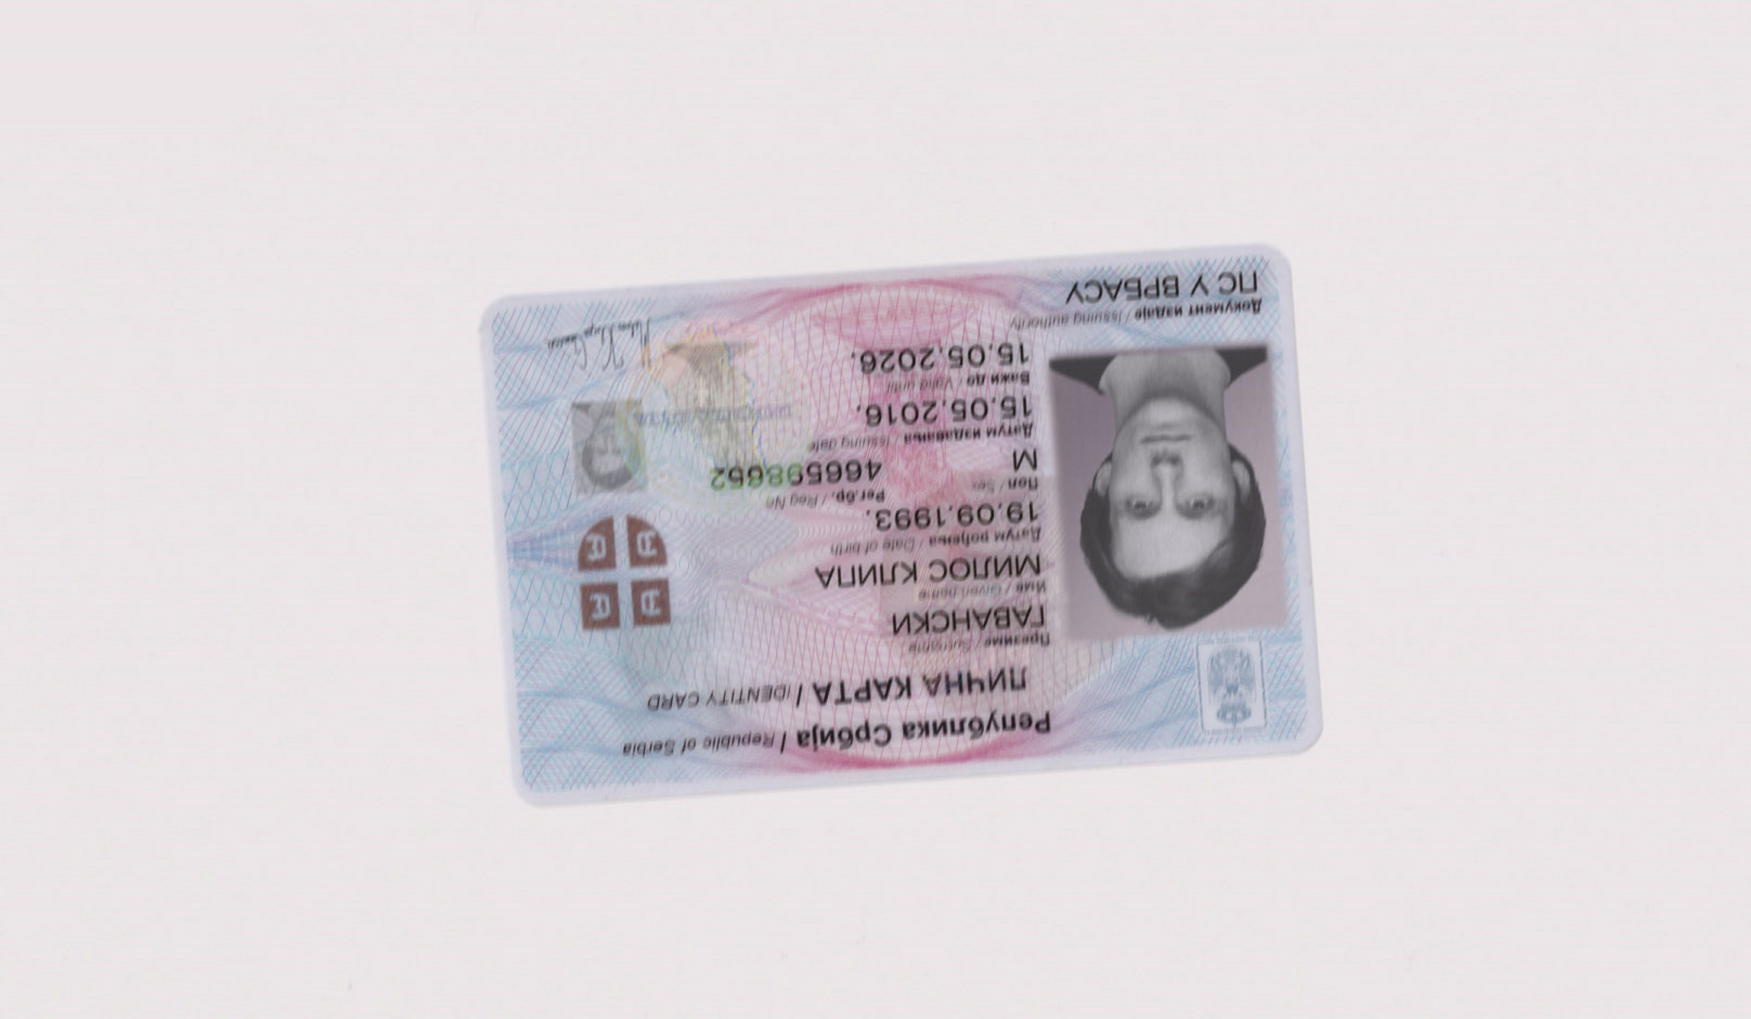 Република Србија / Republic of Serbia
ЛИЧНА КАРТА / IDENTITY CARD
Презиме / Surname
ГАВАНСКИ
Име / Given name
МИЛОС КЛИПА
Датум рођења / Date of birth
19.09.1993.
Пол / Sex
Рег.бр. / Reg No
М
466598652
Датум издавања / Issuing date
15.05.2016.
Важи до / Valid until
15.05.2026.
Документ издаје / Issuing authority
ПС У ВРБАСУ